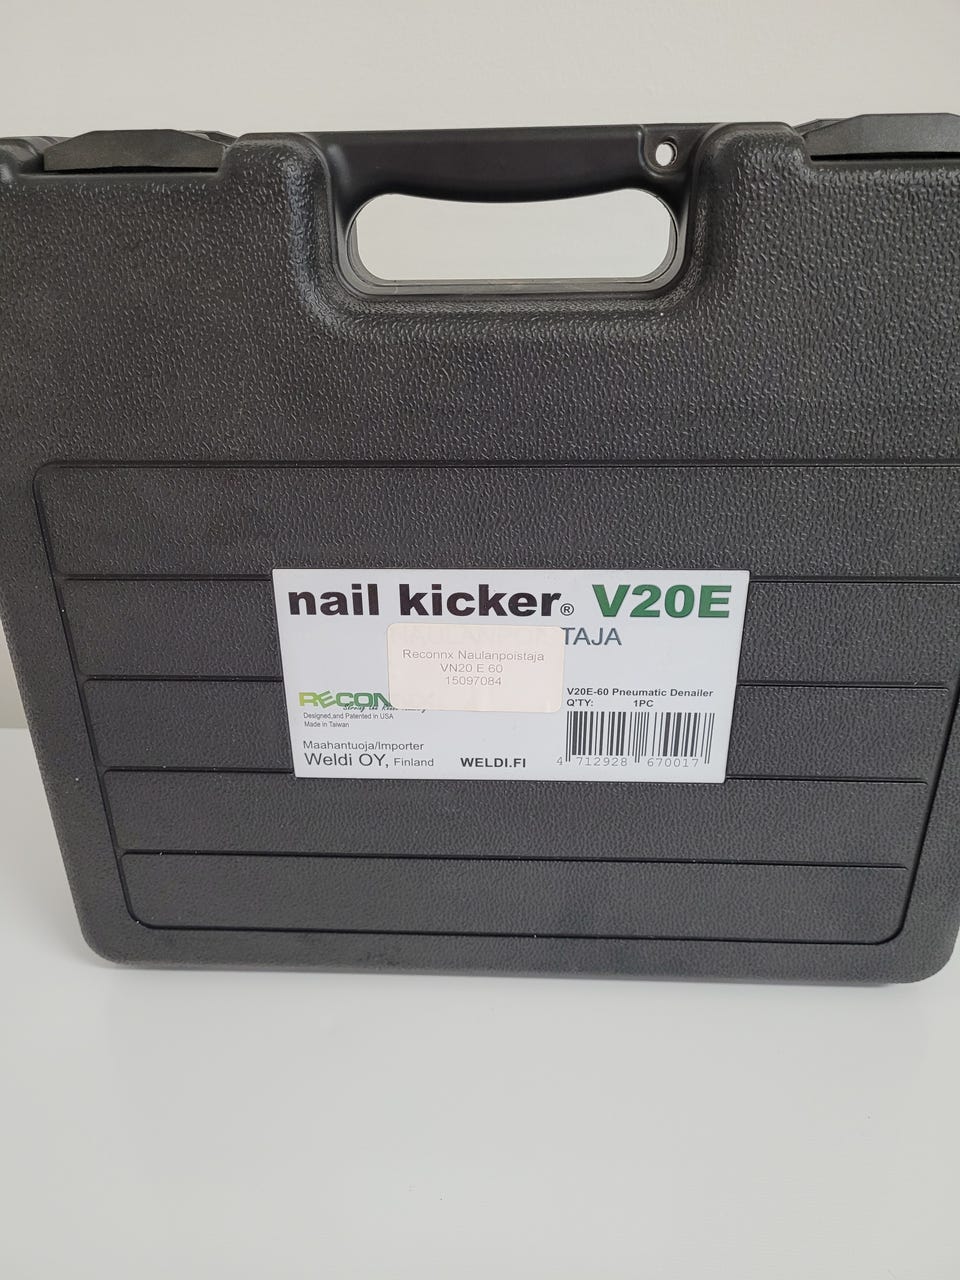 nail kicker® V20E
TAJA
Reconnx Naulanpoistaja
VN20 E 60
15097084
RECON
Designed,and Patented in USA
Made in Taiwan
V20E-60 Pneumatic Denailer
Q'TY: 1PC
Maahantuoja/Importer
Weldi OY, Finland WELDI.FI
4 712928 670017